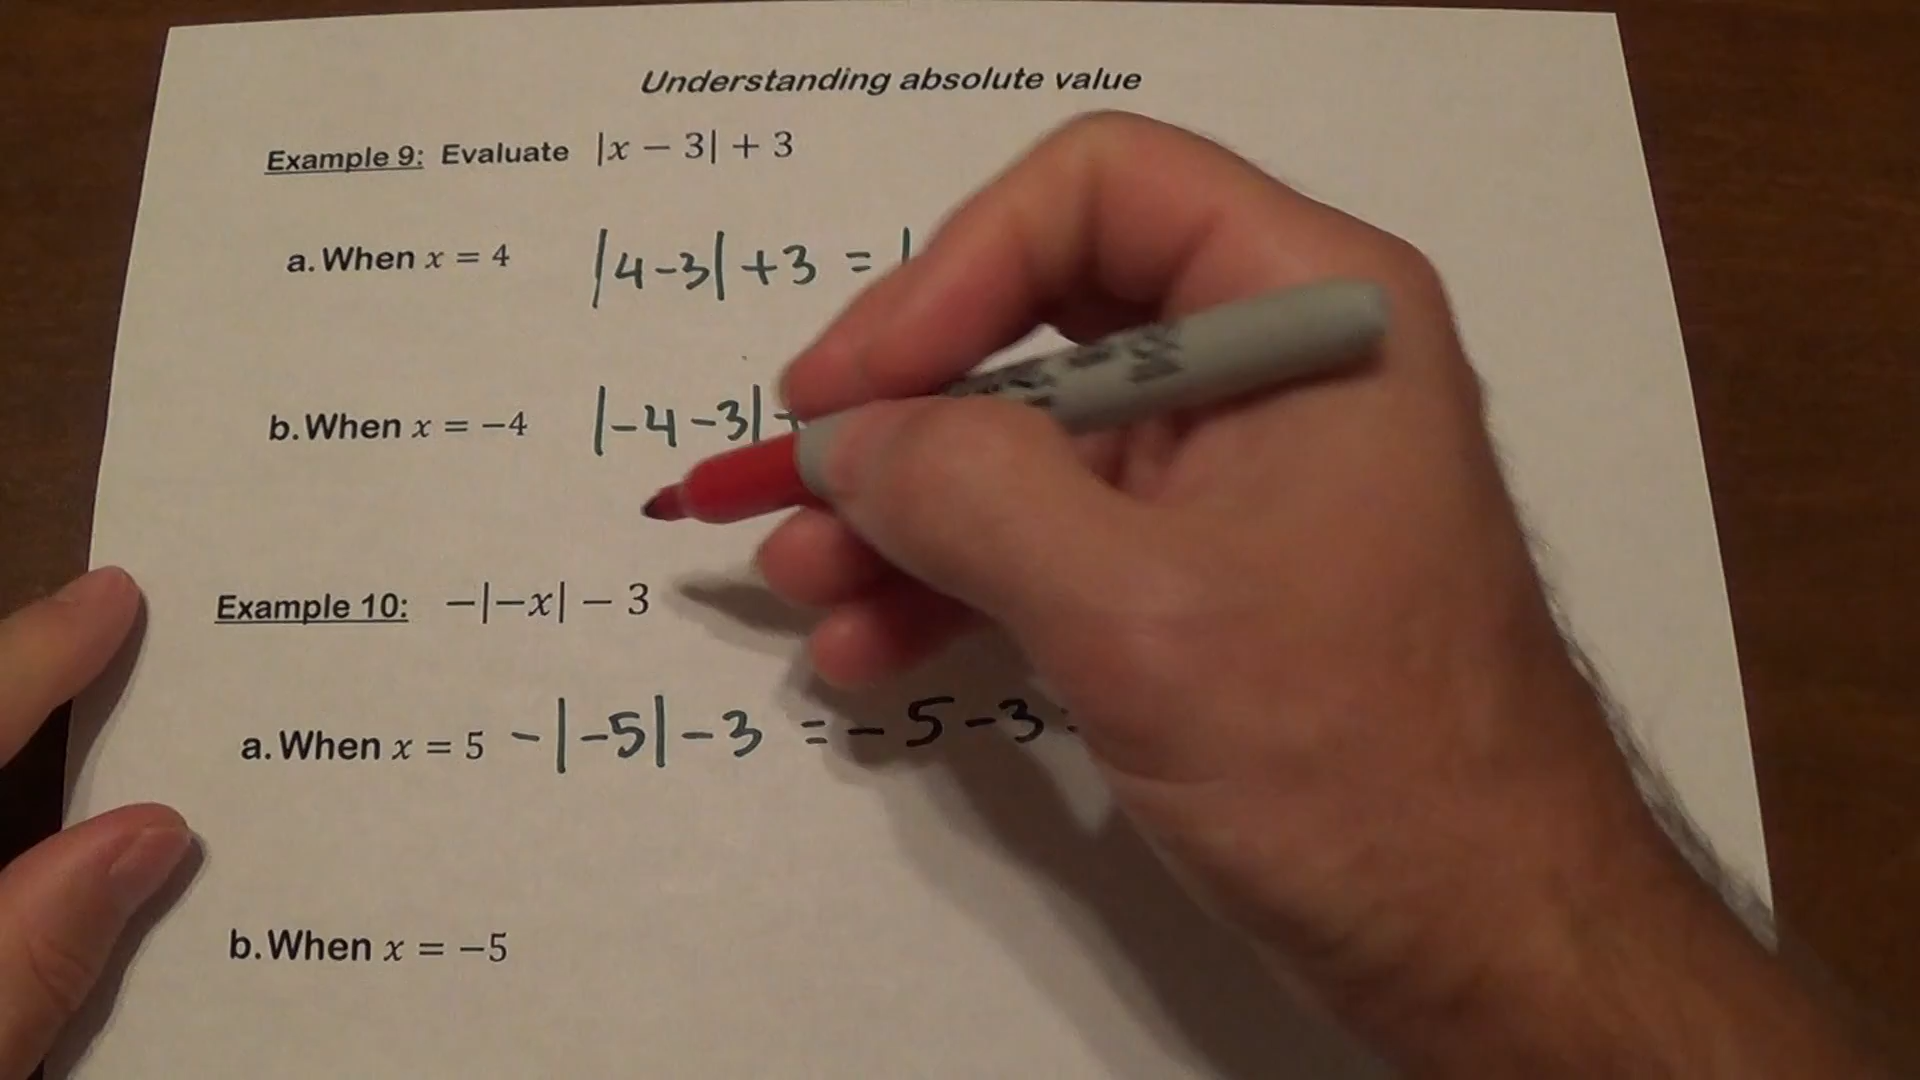 Understanding absolute value
Example 9: Evaluate |x − 3| + 3
a. When x = 4 |4-3| +3 = |
b. When x = −4 |-4-3| +
Example 10: −|−x| − 3
a. When x = 5 -|-5|-3 = -5-3 =
b. When x = −5